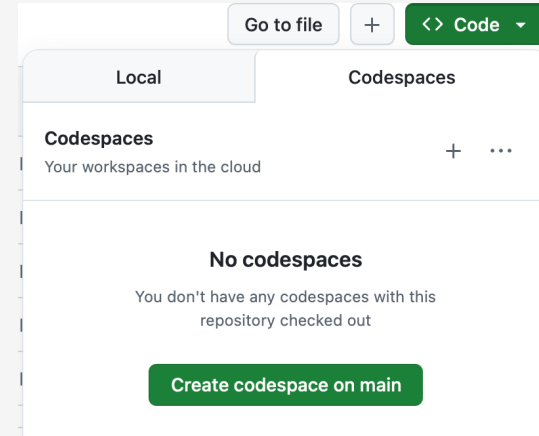 Go to file
+
<> Code
Local
Codespaces
Codespaces
Your workspaces in the cloud
+
...
No codespaces
You don't have any codespaces with this
repository checked out
Create codespace on main